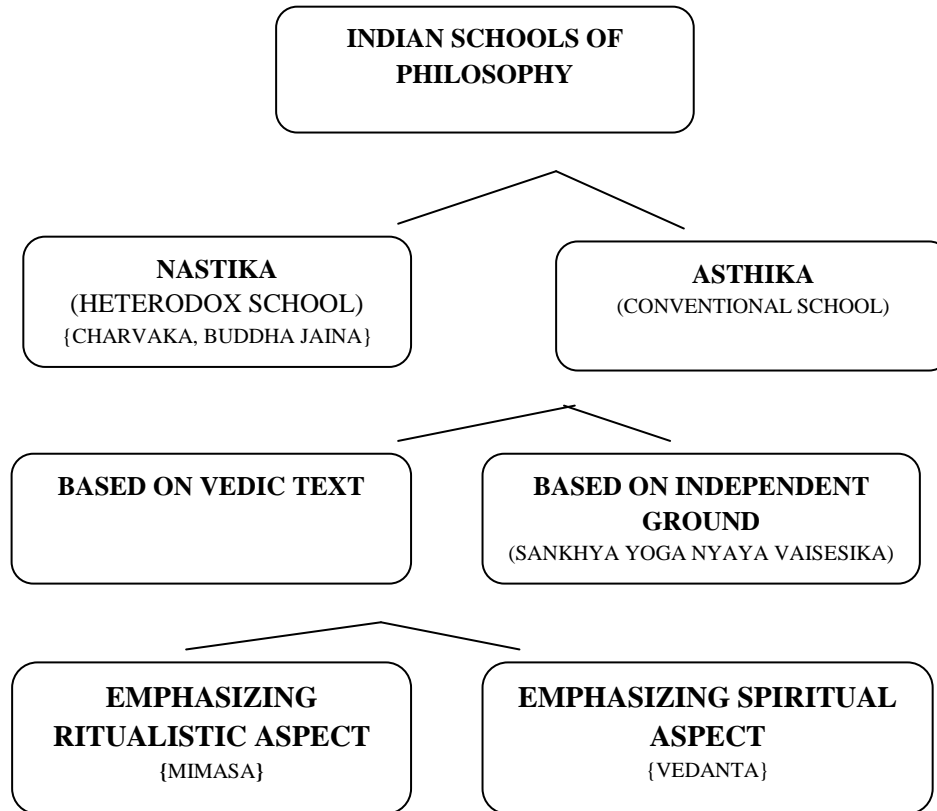 INDIAN SCHOOLS OF
PHILOSOPHY
NASTIKA
(HETERODOX SCHOOL)
{CHARVAKA, BUDDHA JAINA}
ASTHIKA
(CONVENTIONAL SCHOOL)
BASED ON VEDIC TEXT
BASED ON INDEPENDENT
GROUND
(SANKHYA YOGA NYAYA VAISESIKA)
EMPHASIZING
RITUALISTIC ASPECT
{MIMASA}
EMPHASIZING SPIRITUAL
ASPECT
{VEDANTA}